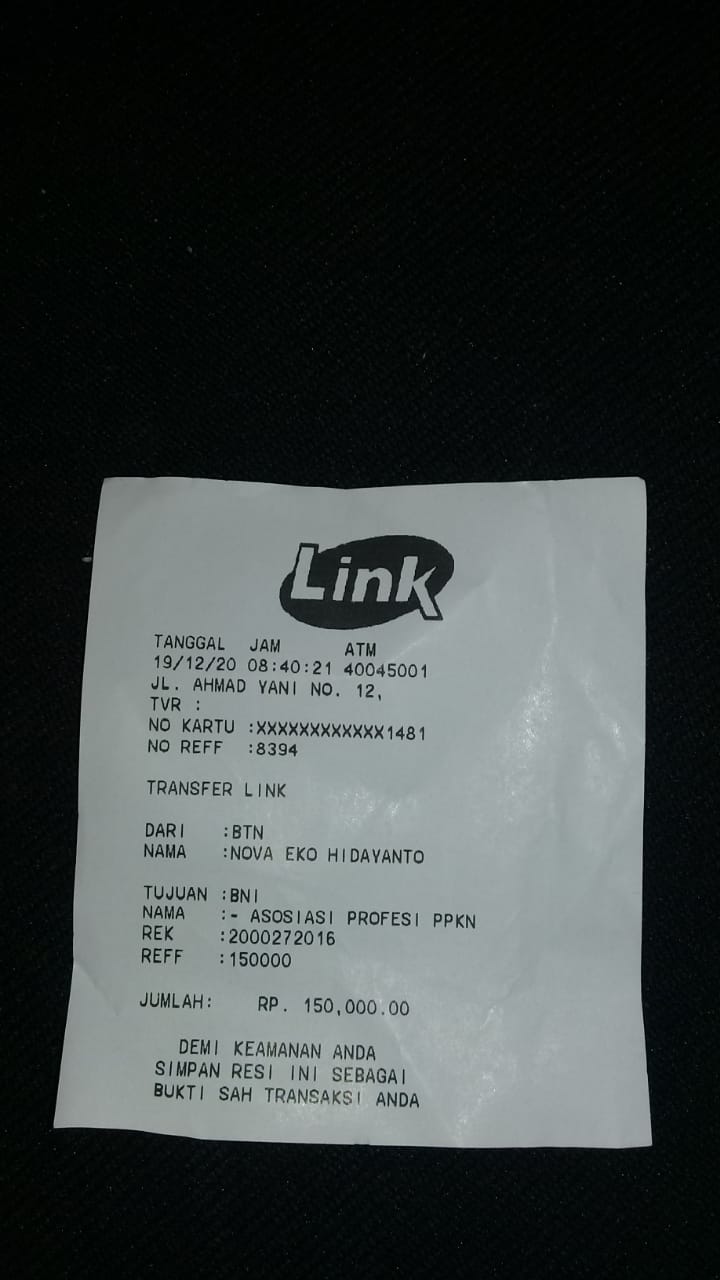 Link
TANGGAL JAM ATM
19/12/20 08:40:21 40045001
JL. AHMAD YANI NO. 12,
TVR :
NO KARTU :XXXXXXXXXXXX1481
NO REFF :8394
TRANSFER LINK
DARI :BTN
NAMA :NOVA EKO HIDAYANTO
TUJUAN :BNI
NAMA :- ASOSIASI PROFESI PPKN
REK :2000272016
REFF :150000
JUMLAH: RP. 150,000.00
DEMI KEAMANAN ANDA
SIMPAN RESI INI SEBAGAI
BUKTI SAH TRANSAKSI ANDA